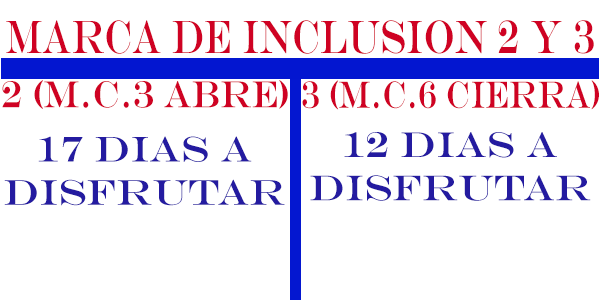 MARCA DE INCLUSION 2 Y 3
2 (M.C.3 ABRE)
17 DIAS A
DISFRUTAR
3 (M.C.6 CIERRA)
12 DIAS A
DISFRUTAR